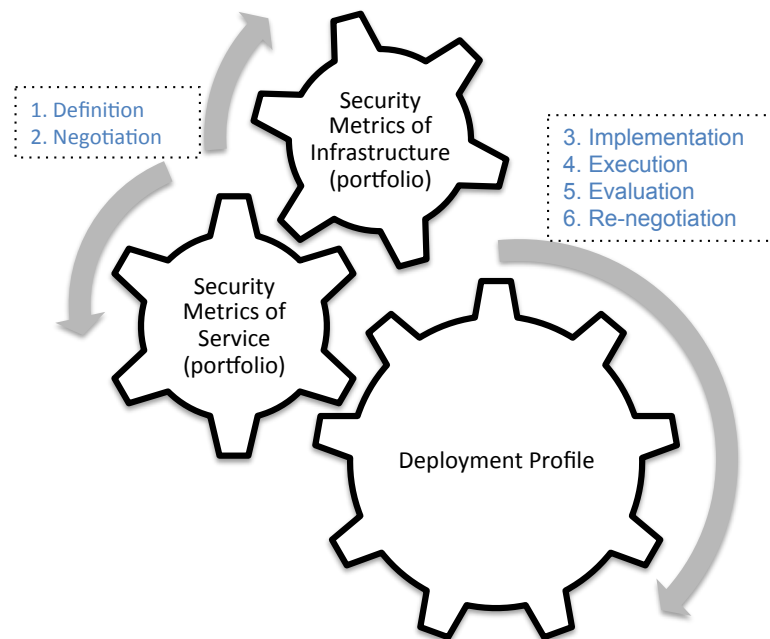 1. Definition
2. Negotiation
Security
Metrics of
Infrastructure
(portfolio)
3. Implementation
4. Execution
5. Evaluation
6. Re-negotiation
Security
Metrics of
Service
(portfolio)
Deployment Profile